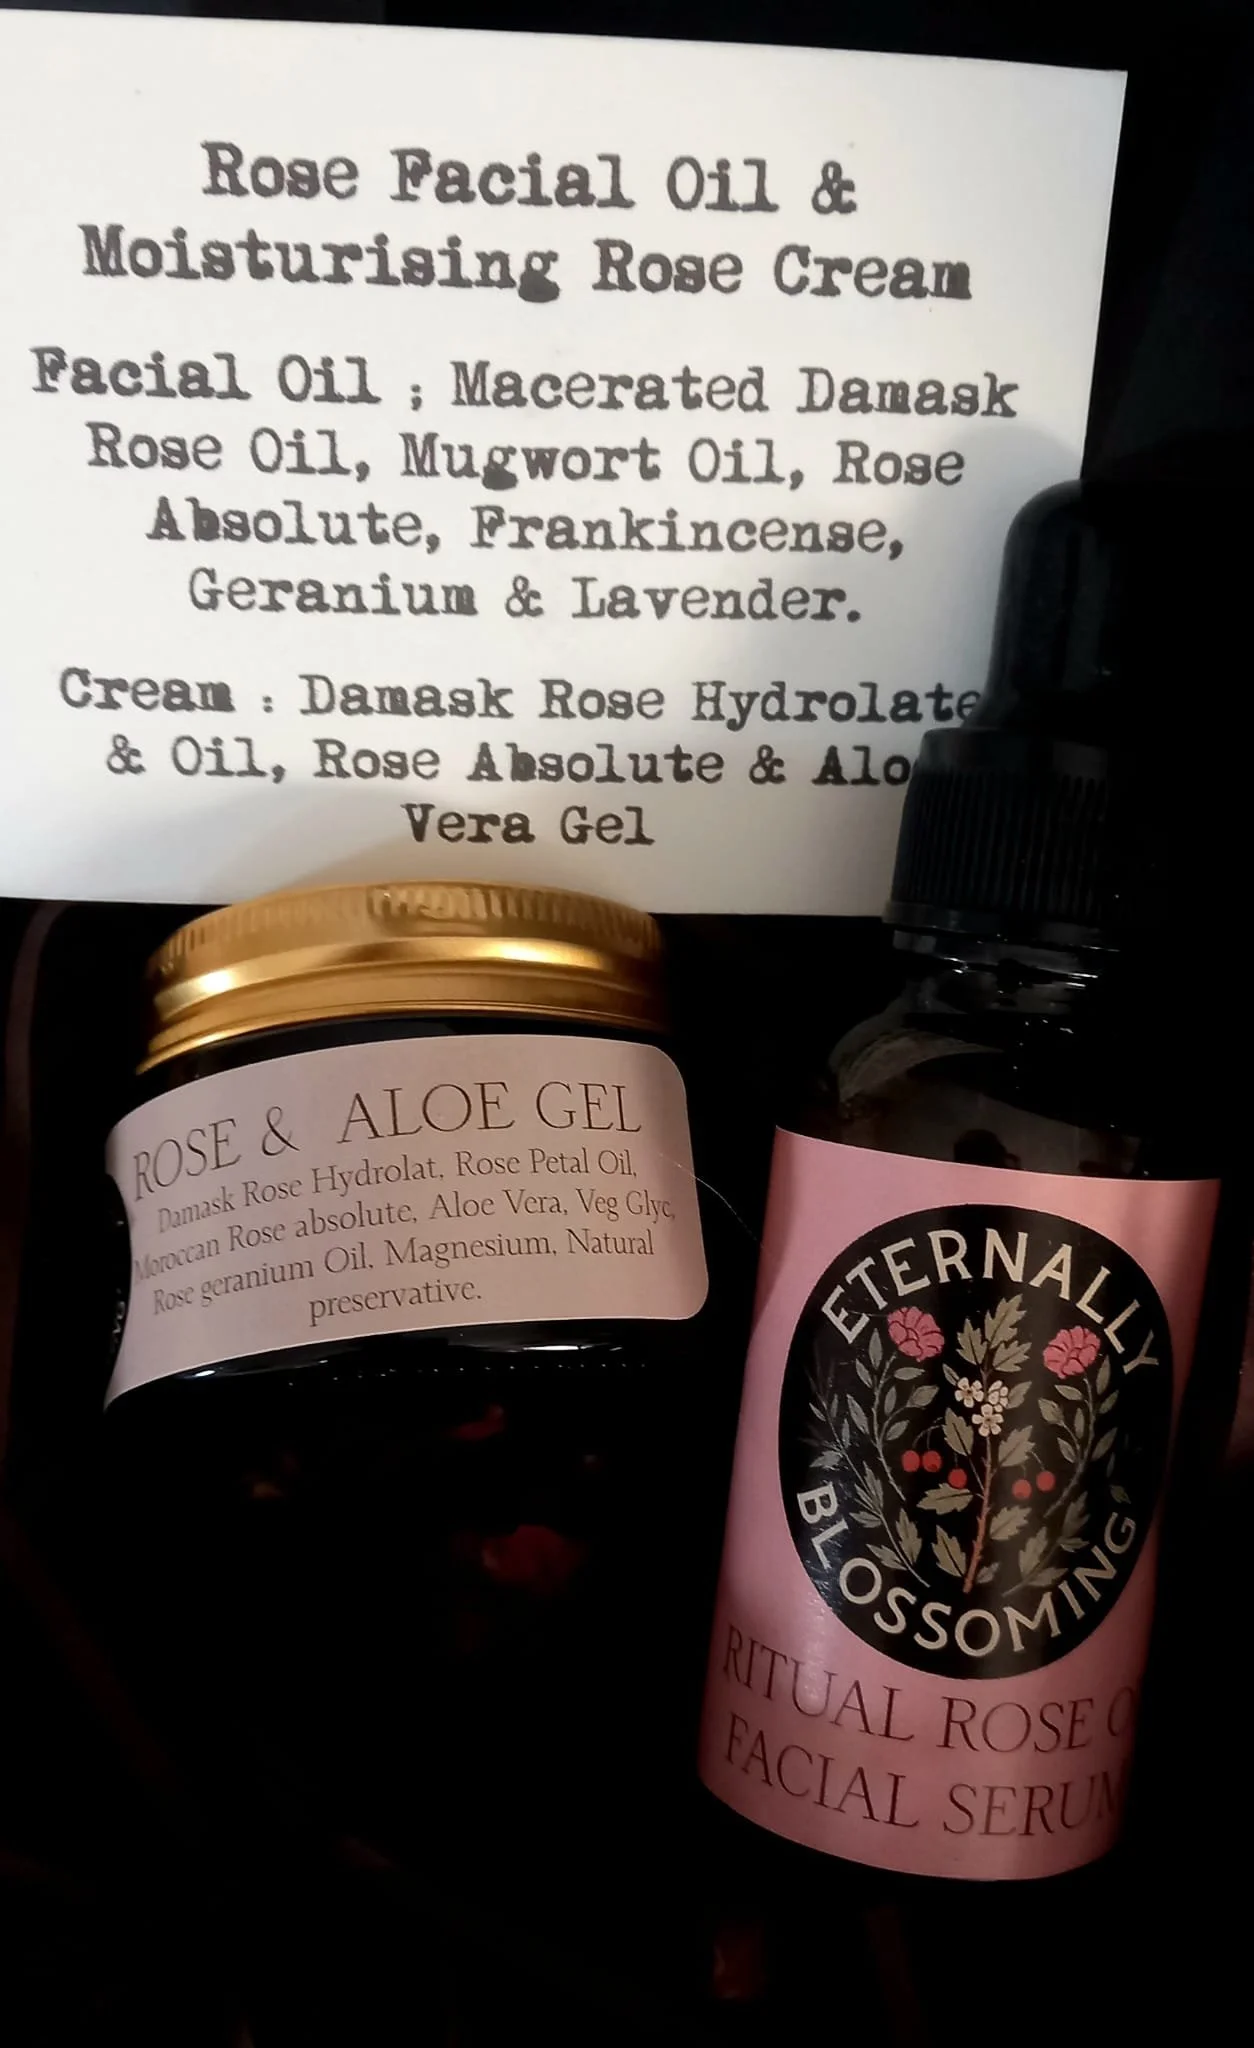 Rose Facial Oil &
Moisturising Rose Cream
Facial Oil ; Macerated Damask
Rose Oil, Mugwort Oil, Rose
Absolute, Frankincense,
Geranium & Lavender.
Cream : Damask Rose Hydrolate
& Oil, Rose Absolute & Alo
Vera Gel
ROSE & ALOE GEL
Damask Rose Hydrolat, Rose Petal Oil,
Moroccan Rose absolute, Aloe Vera, Veg Glyc,
Rose geranium Oil, Magnesium, Natural
preservative.
ETERNALLY
BLOSSOMING
RITUAL ROSE
FACIAL SERUM